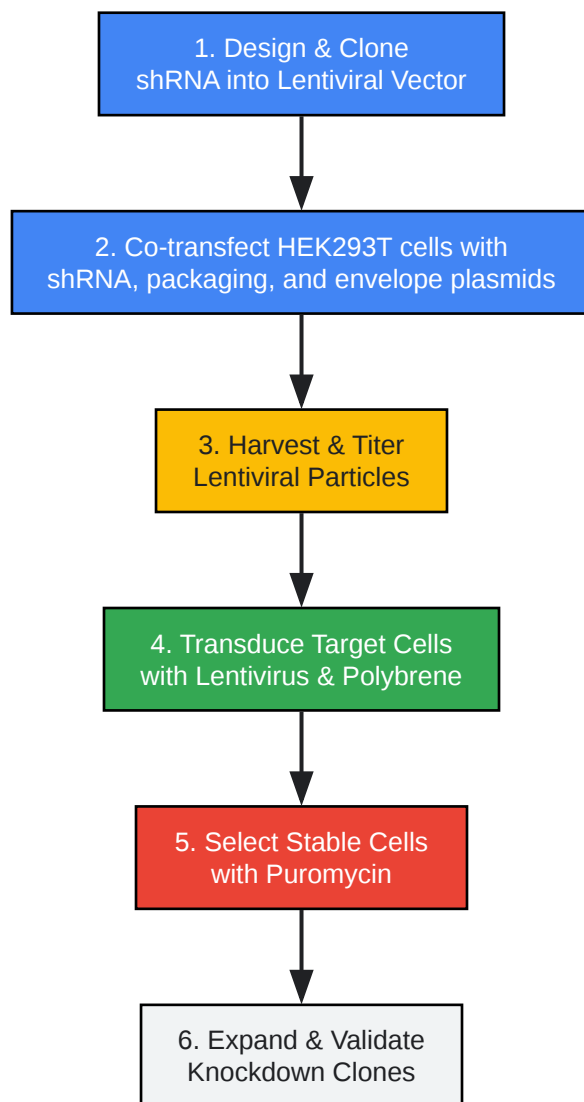 1. Design & Clone
shRNA into Lentiviral Vector
2. Co-transfect HEK293T cells with
shRNA, packaging, and envelope plasmids
3. Harvest & Titer
Lentiviral Particles
4. Transduce Target Cells
with Lentivirus & Polybrene
5. Select Stable Cells
with Puromycin
6. Expand & Validate
Knockdown Clones